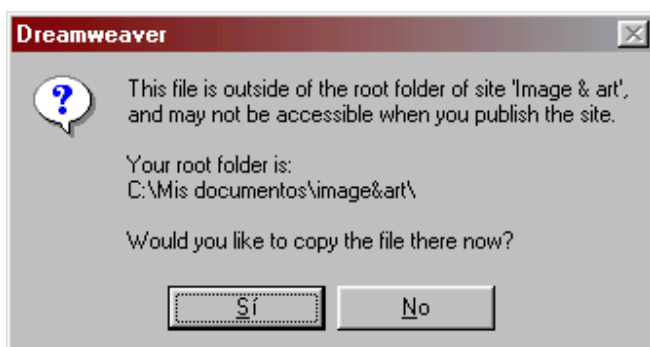 Dreamweaver
This file is outside of the root folder of site 'Image & art',
and may not be accessible when you publish the site.
Your root folder is:
C:\Mis documentos\image&art\
Would you like to copy the file there now?
Sí
No